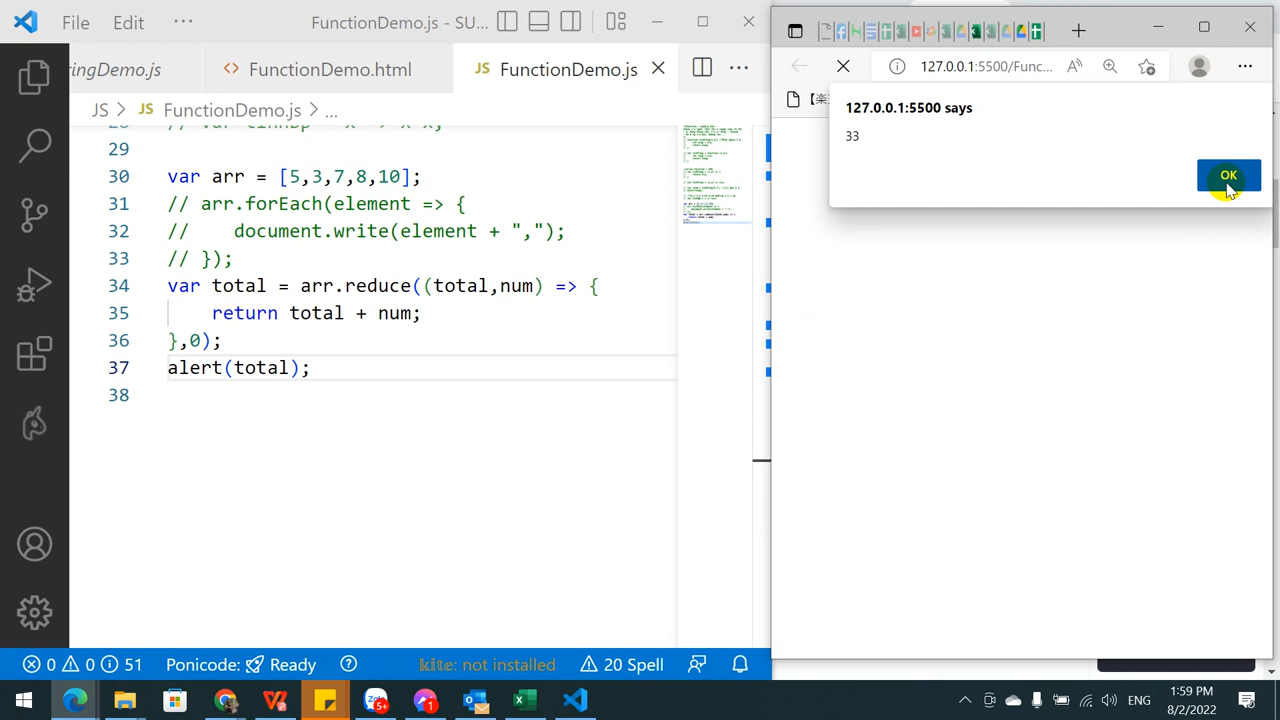 File Edit ··· FunctionDemo.js - SU...
ringDemo.js <> FunctionDemo.html JS FunctionDemo.js
JS > JS FunctionDemo.js > ...
29
30 var arr = [5,3,7,8,10];
31 // arr.forEach(element => {
32 //     document.write(element + ",");
33 // });
34 var total = arr.reduce((total,num) => {
35     return total + num;
36 },0);
37 alert(total);
38
0 0 51 Ponicode: Ready kite: not installed 20 Spell
127.0.0.1:5500/Func...
127.0.0.1:5500 says
33
OK
5+ 1 ENG 1:59 PM
8/2/2022